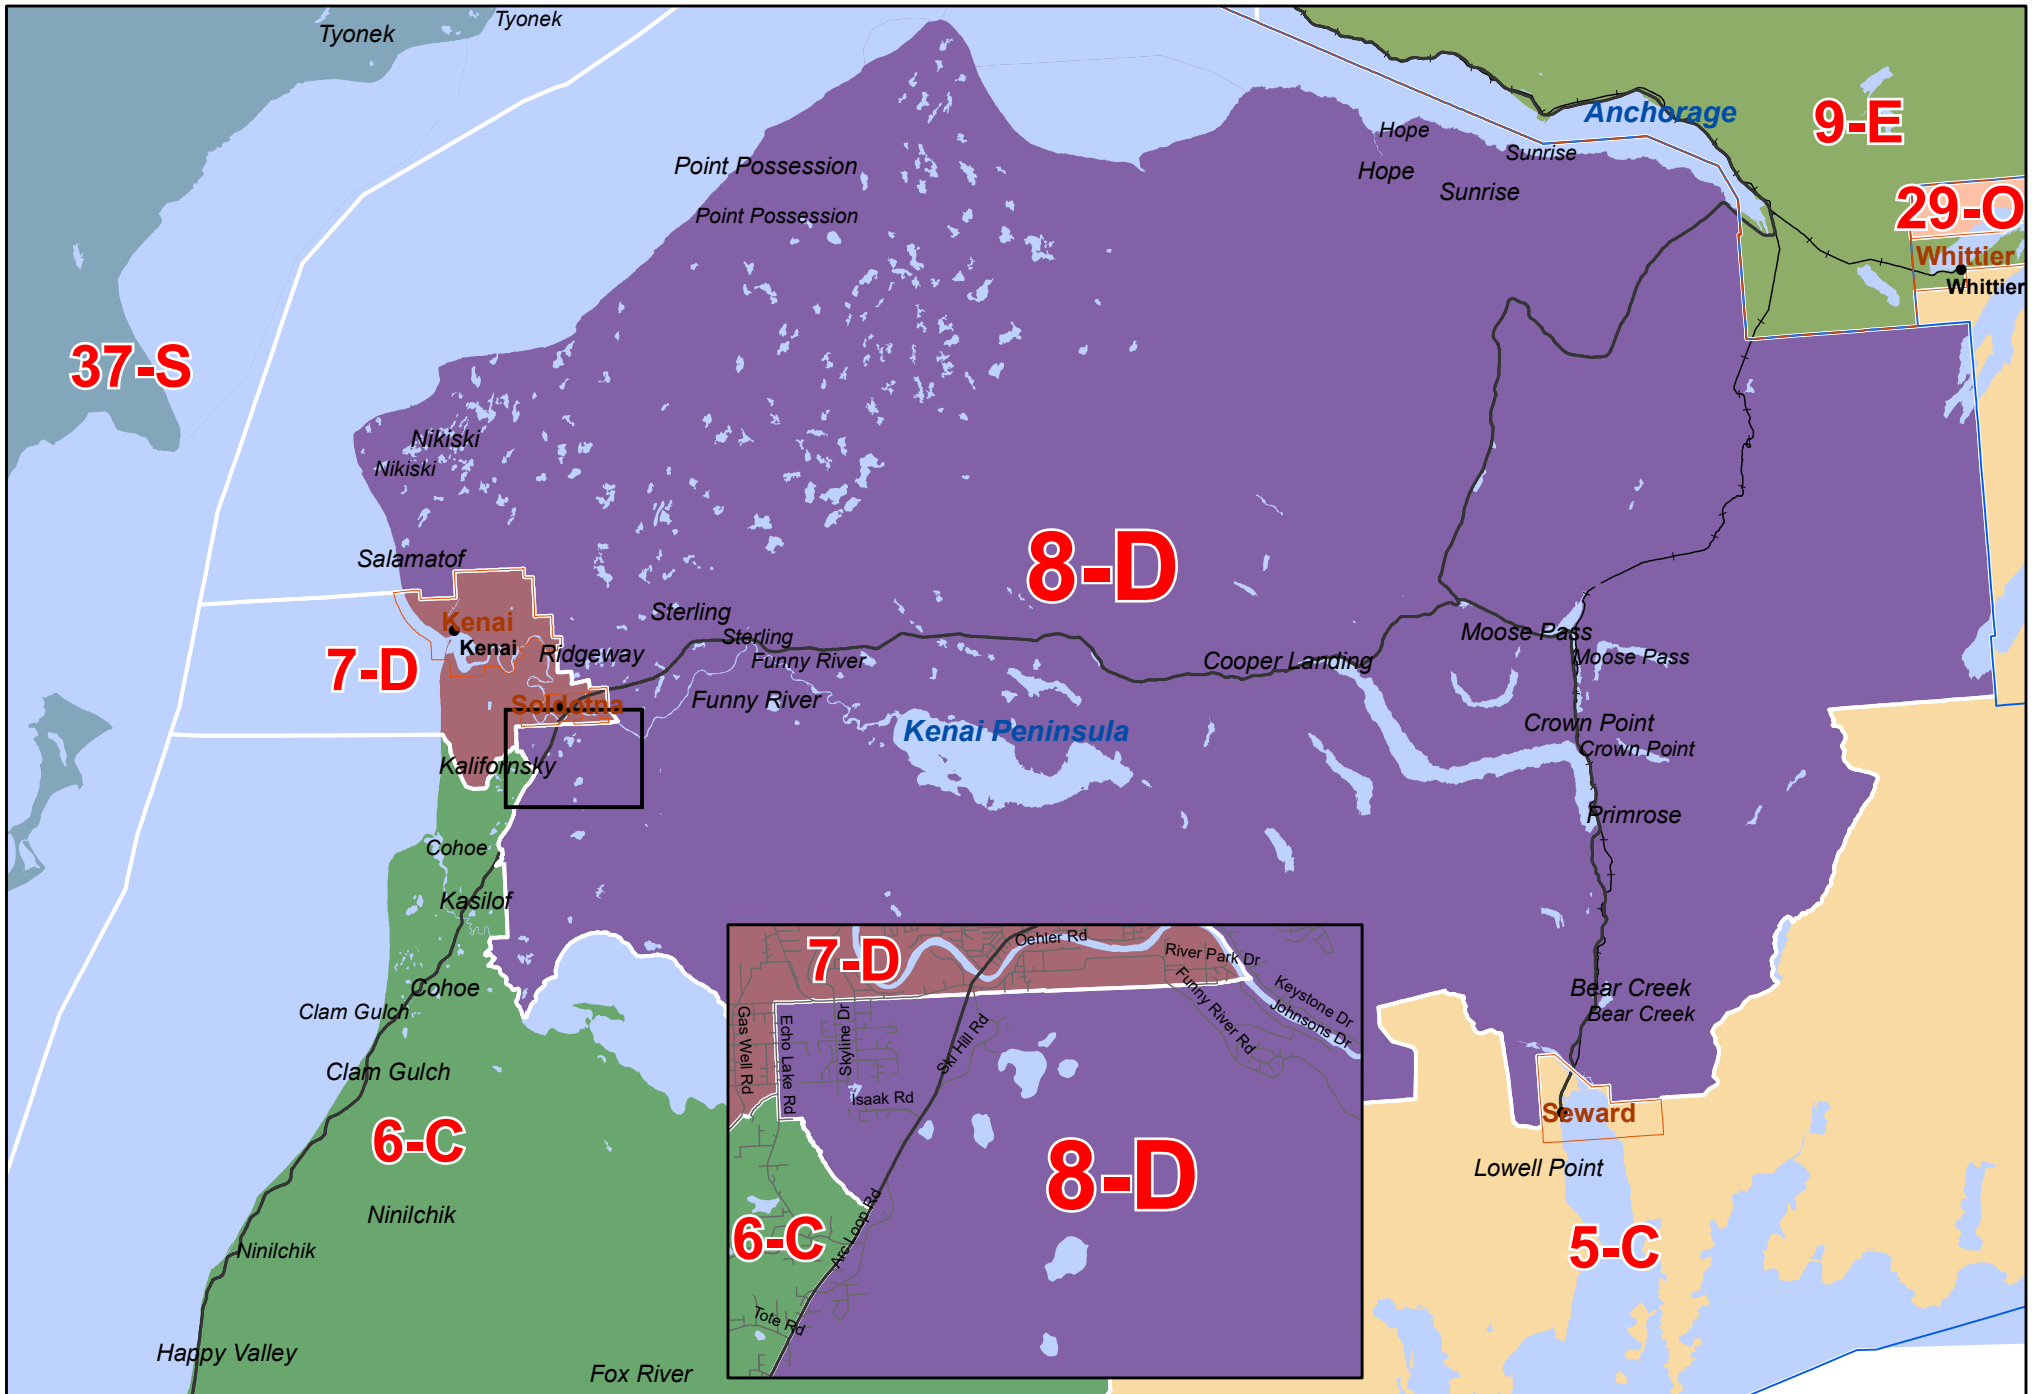 Tyonek
Tyonek
Anchorage
9-E
Hope
Sunrise
Point Possession
Hope
Sunrise
29-O
Point Possession
Whittier
Whittier
37-S
Nikiski
Nikiski
Salamatof
8-D
Kenai
Kenai
Sterling
Sterling
Ridgeway
Funny River
Moose Pass
Moose Pass
Cooper Landing
7-D
Funny River
Soldotna
Kenai Peninsula
Crown Point
Crown Point
Kalifornsky
Primrose
Cohoe
Kasilof
Cohoe
Clam Gulch
Clam Gulch
Bear Creek
Bear Creek
6-C
Seward
Lowell Point
Ninilchik
Ninilchik
5-C
Happy Valley
Fox River
7-D
Oehler Rd
River Park Dr
Keystone Dr
Johnsons Dr
Funny River Rd
Gas Well Rd
Echo Lake Rd
Skyline Dr
Ski Hill Rd
Isaak Rd
8-D
6-C
Arc Loop Rd
Tote Rd